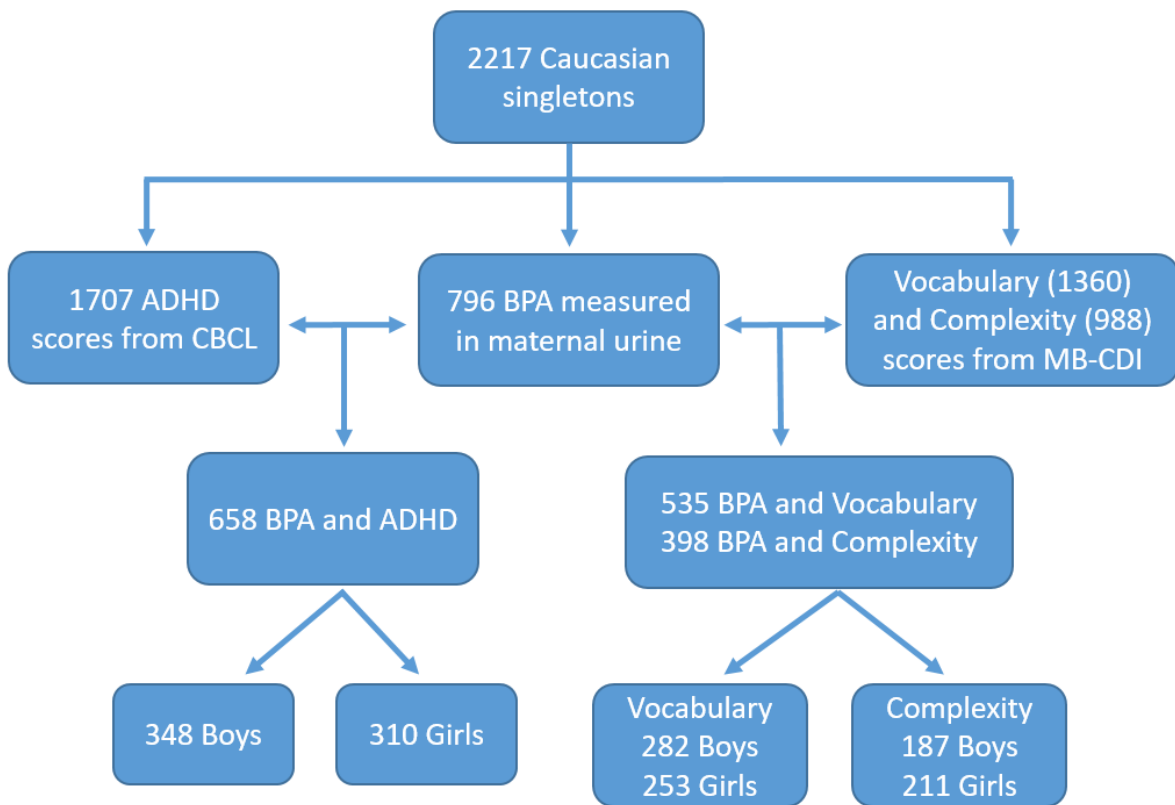 2217 Caucasian
singletons
1707 ADHD
scores from CBCL
796 BPA measured
in maternal urine
Vocabulary (1360)
and Complexity (988)
scores from MB-CDI
658 BPA and ADHD
535 BPA and Vocabulary
398 BPA and Complexity
348 Boys
310 Girls
Vocabulary
282 Boys
253 Girls
Complexity
187 Boys
211 Girls